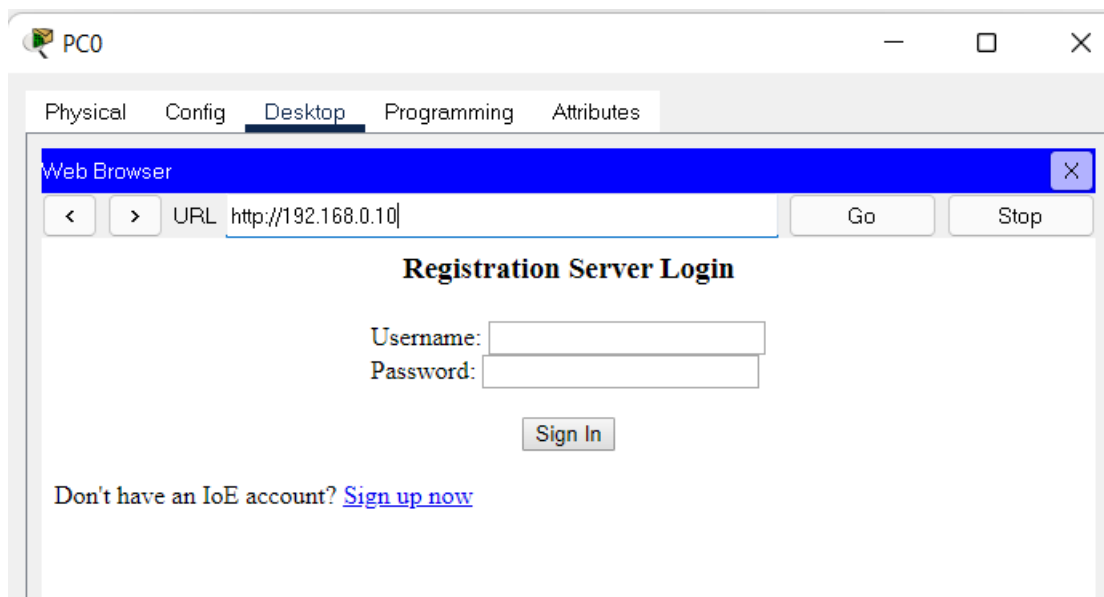 PC0
Physical Config Desktop Programming Attributes
Web Browser X
< > URL http://192.168.0.10 Go Stop
Registration Server Login
Username:
Password:
Sign In
Don't have an IoE account? Sign up now